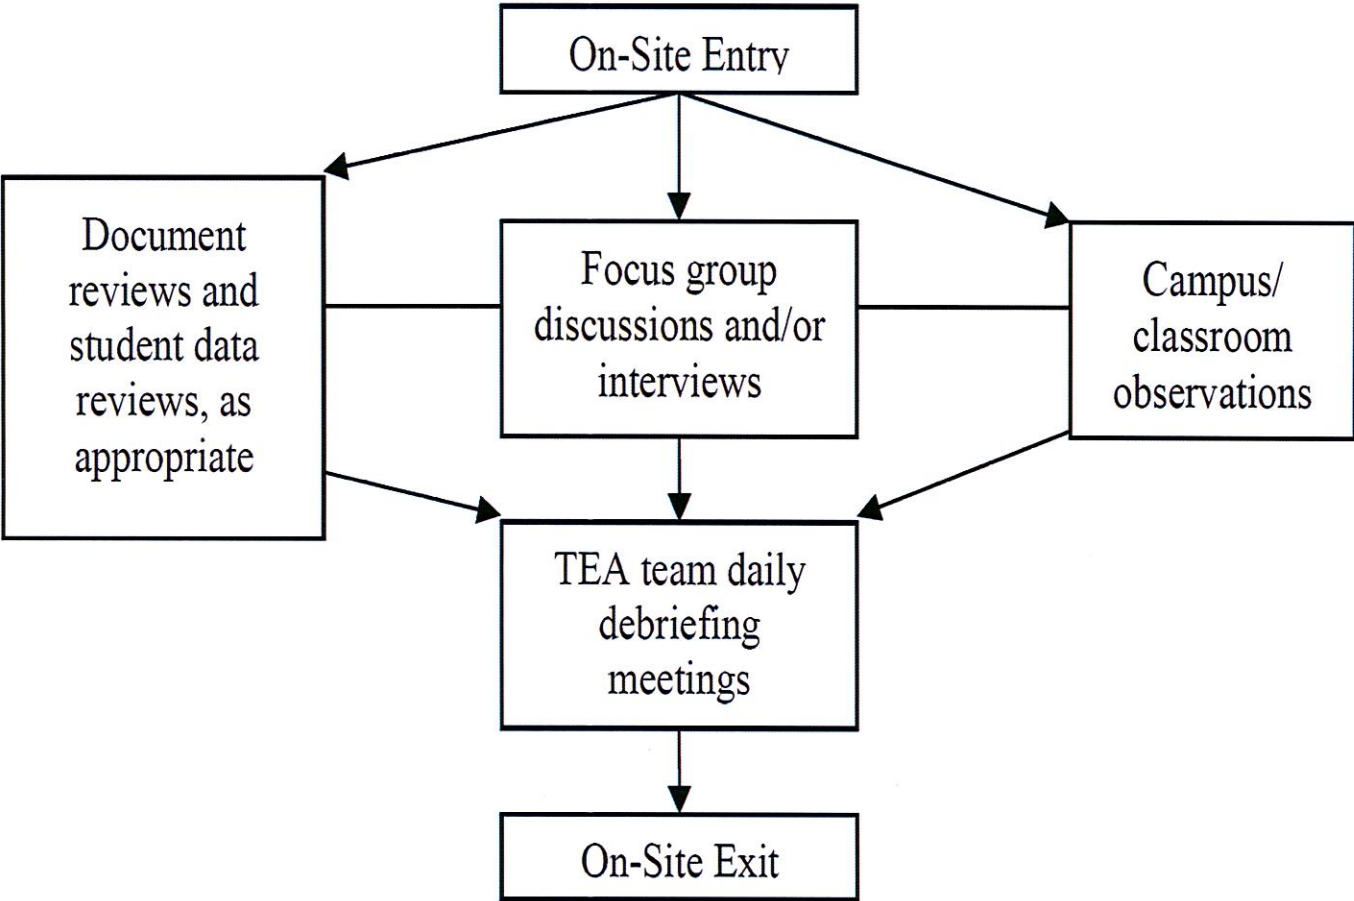 On-Site Entry
Document
reviews and
student data
reviews, as
appropriate
Focus group
discussions and/or
interviews
Campus/
classroom
observations
TEA team daily
debriefing
meetings
On-Site Exit